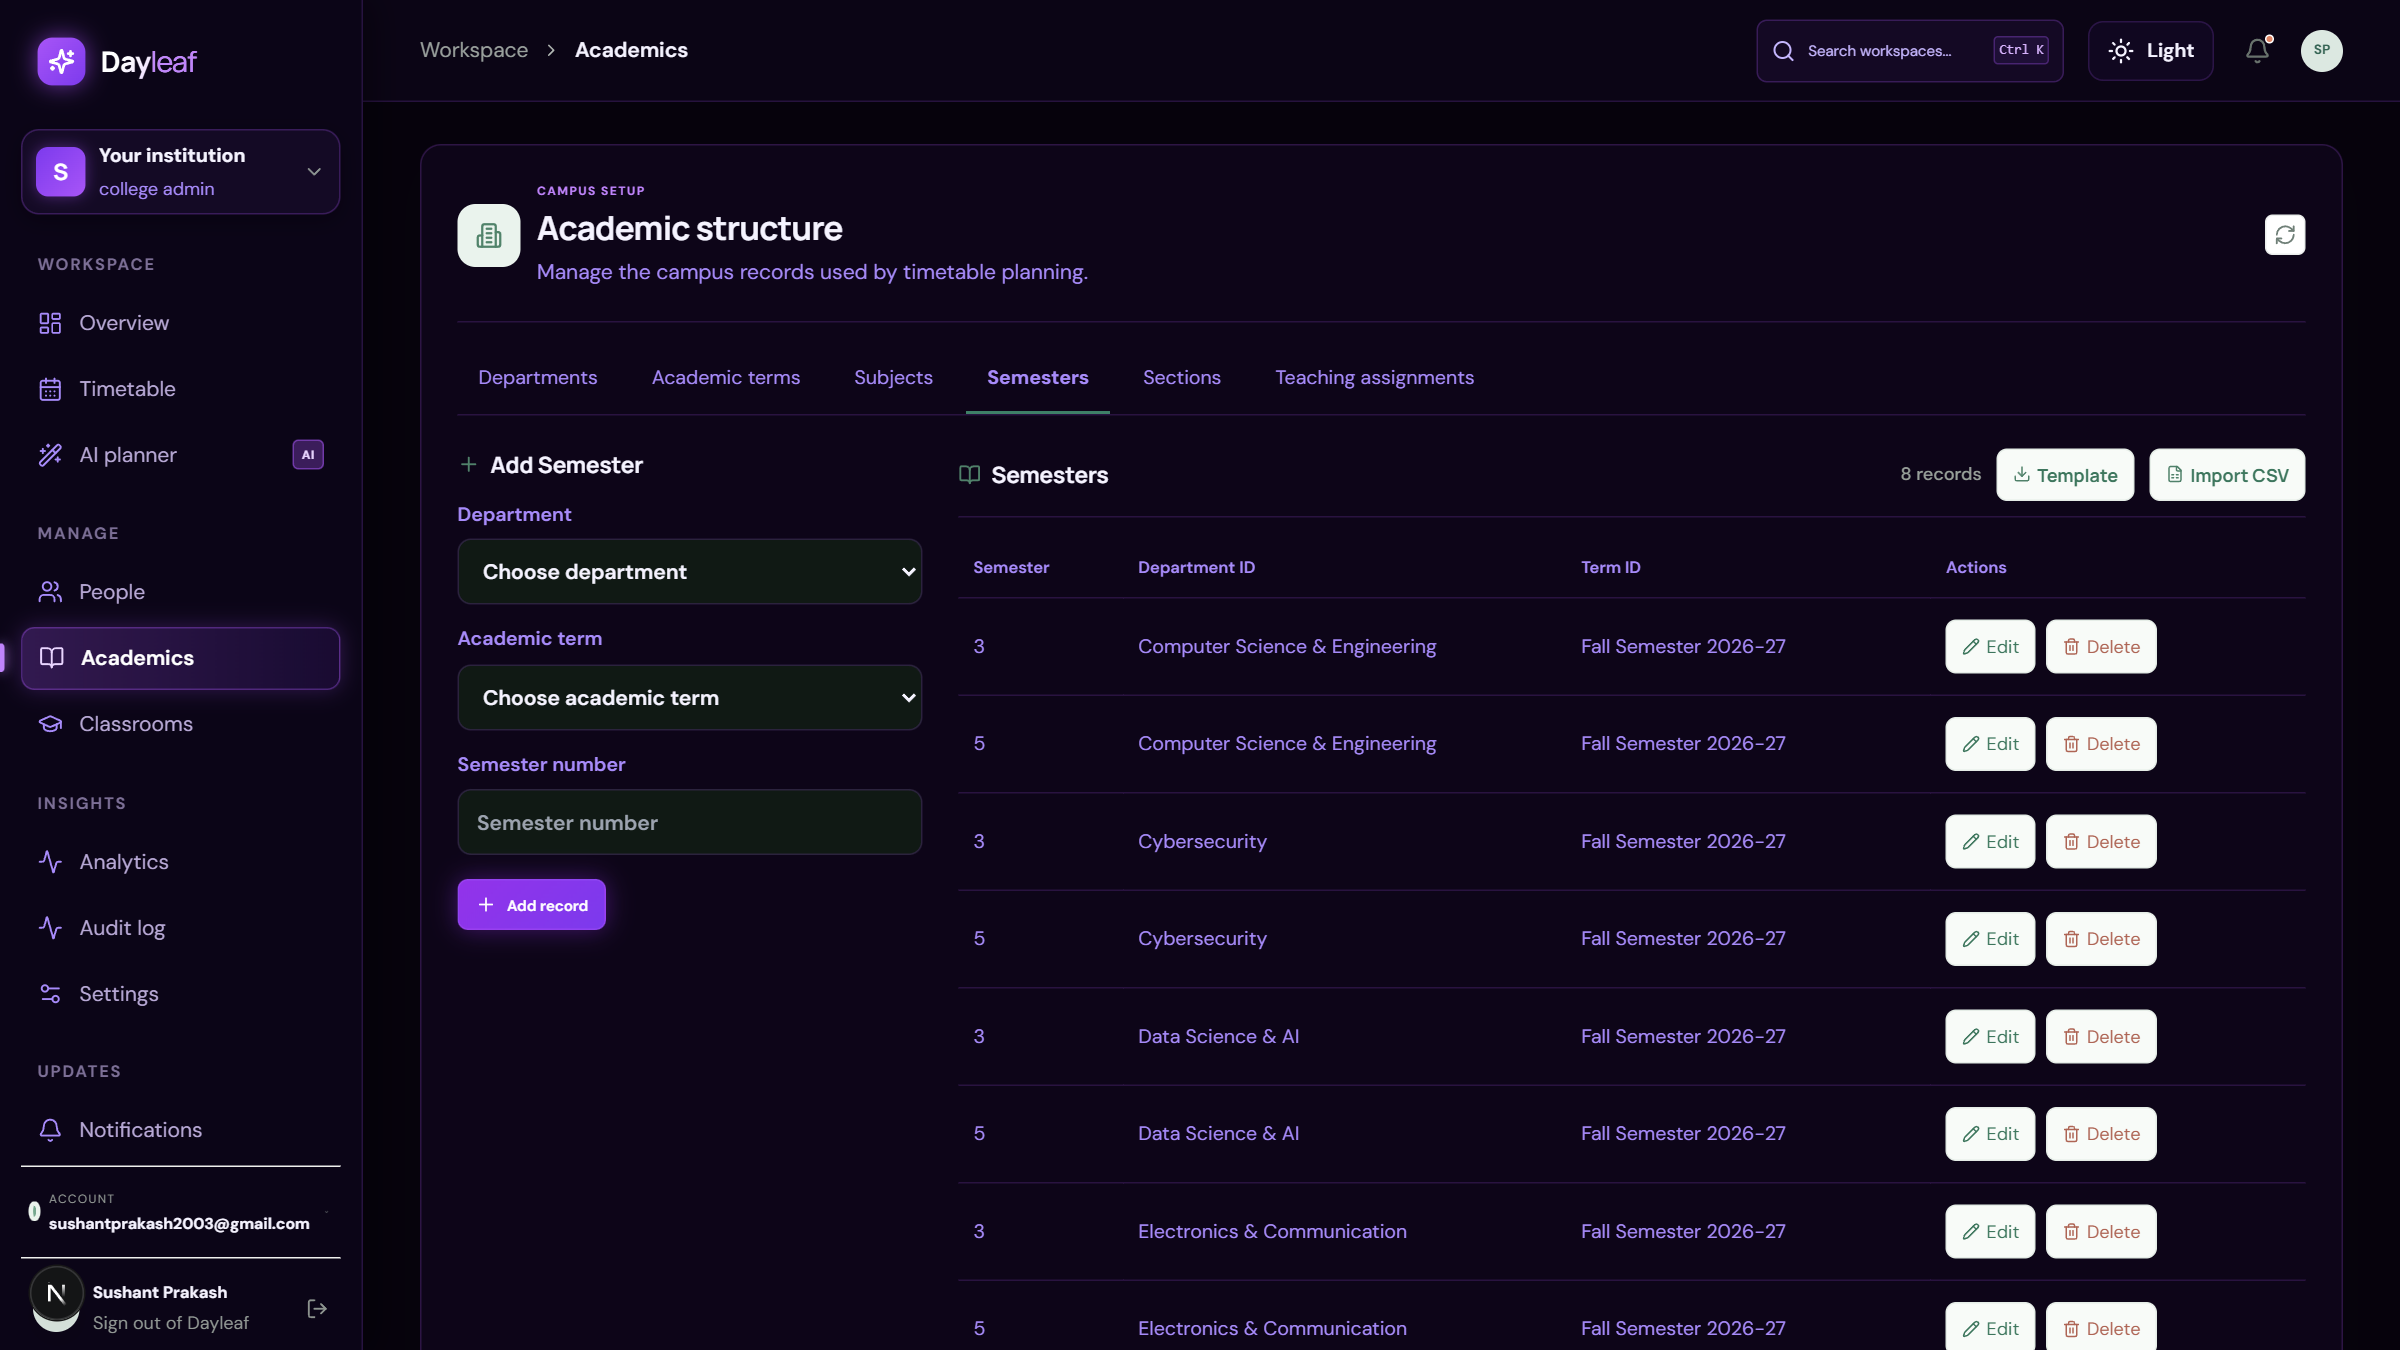 Dayleaf
S
Your institution
college admin
WORKSPACE
Overview
Timetable
AI planner
AI
MANAGE
People
Academics
Classrooms
INSIGHTS
Analytics
Audit log
Settings
UPDATES
Notifications
ACCOUNT
sushantprakash2003@gmail.com
N
Sushant Prakash
Sign out of Dayleaf
Workspace > Academics
Search workspaces...
Ctrl K
Light
SP
CAMPUS SETUP
Academic structure
Manage the campus records used by timetable planning.
Departments
Academic terms
Subjects
Semesters
Sections
Teaching assignments
Add Semester
Department
Choose department
Academic term
Choose academic term
Semester number
Semester number
Add record
Semesters
8 records
Template
Import CSV
Semester Department ID Term ID Actions
3 Computer Science & Engineering Fall Semester 2026-27 Edit Delete
5 Computer Science & Engineering Fall Semester 2026-27 Edit Delete
3 Cybersecurity Fall Semester 2026-27 Edit Delete
5 Cybersecurity Fall Semester 2026-27 Edit Delete
3 Data Science & AI Fall Semester 2026-27 Edit Delete
5 Data Science & AI Fall Semester 2026-27 Edit Delete
3 Electronics & Communication Fall Semester 2026-27 Edit Delete
5 Electronics & Communication Fall Semester 2026-27 Edit Delete